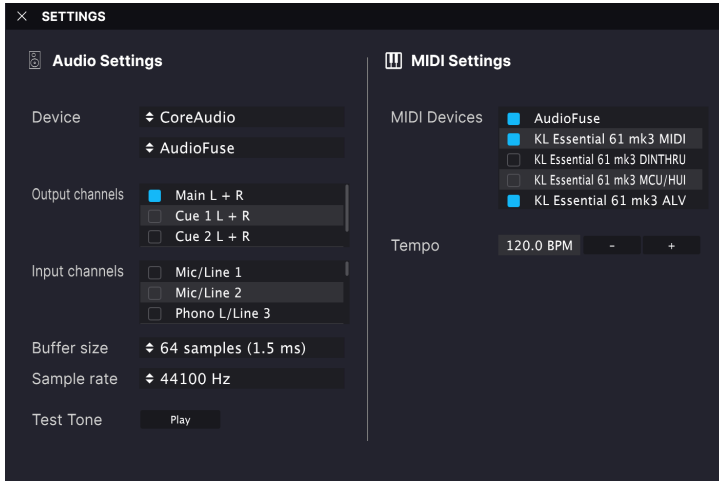 SETTINGS
Audio Settings
Device
CoreAudio
AudioFuse
Output channels
Main L + R
Cue 1 L + R
Cue 2 L + R
Input channels
Mic/Line 1
Mic/Line 2
Phono L/Line 3
Buffer size
64 samples (1.5 ms)
Sample rate
44100 Hz
Test Tone
Play
MIDI Settings
MIDI Devices
AudioFuse
KL Essential 61 mk3 MIDI
KL Essential 61 mk3 DINTHRU
KL Essential 61 mk3 MCU/HUI
KL Essential 61 mk3 ALV
Tempo
120.0 BPM
-
+